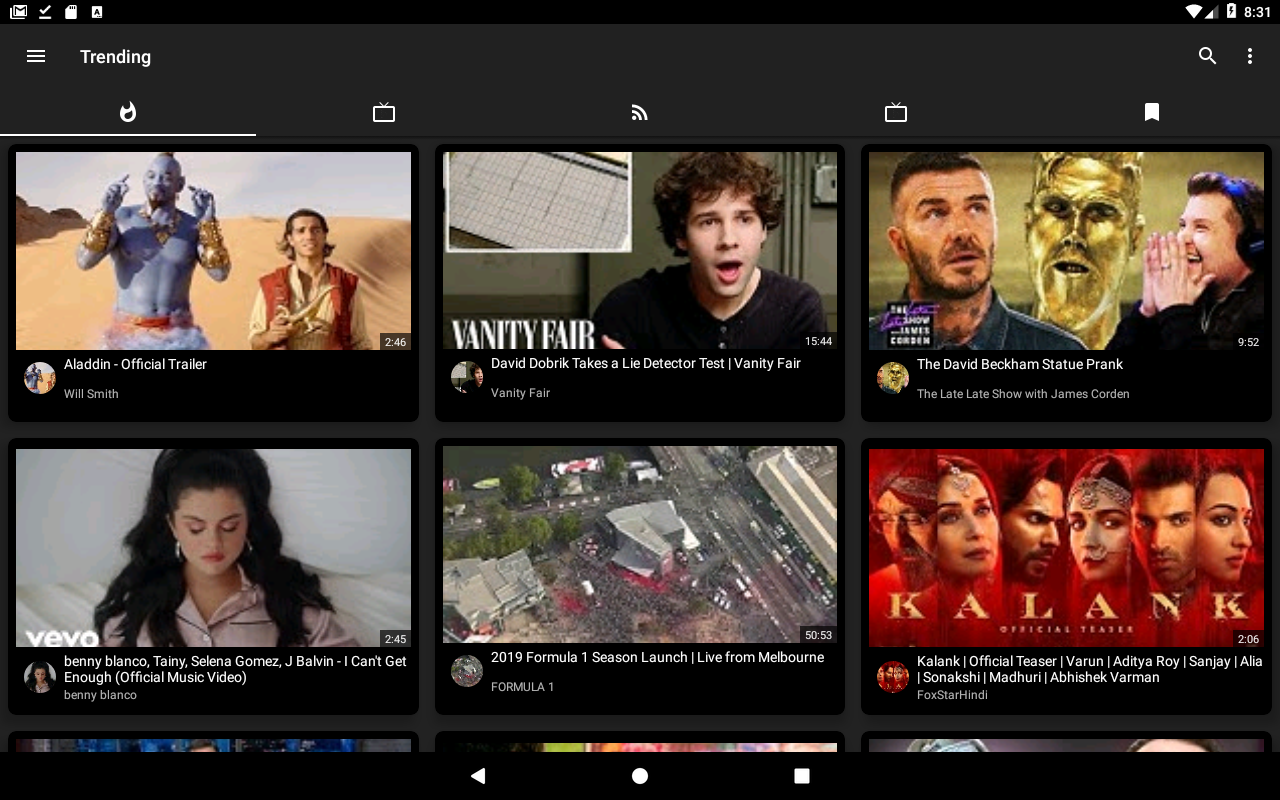 8:31
Trending
2:46
Aladdin - Official Trailer
Will Smith
VANITY FAIR
15:44
David Dobrik Takes a Lie Detector Test | Vanity Fair
Vanity Fair
THE
Late Late
SHOW
JAMES
CORDEN
9:52
The David Beckham Statue Prank
The Late Late Show with James Corden
vevo
2:45
benny blanco, Tainy, Selena Gomez, J Balvin - I Can't Get
Enough (Official Music Video)
benny blanco
50:53
2019 Formula 1 Season Launch | Live from Melbourne
FORMULA 1
KALANK
OFFICIAL TEASER
2:06
Kalank | Official Teaser | Varun | Aditya Roy | Sanjay | Alia
| Sonakshi | Madhuri | Abhishek Varman
FoxStarHindi